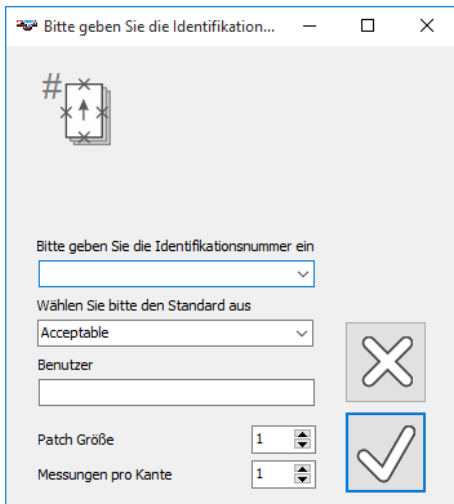 Bitte geben Sie die Identifikation...
#
Bitte geben Sie die Identifikationsnummer ein
Wählen Sie bitte den Standard aus
Acceptable
Benutzer
Patch Größe 1
Messungen pro Kante 1